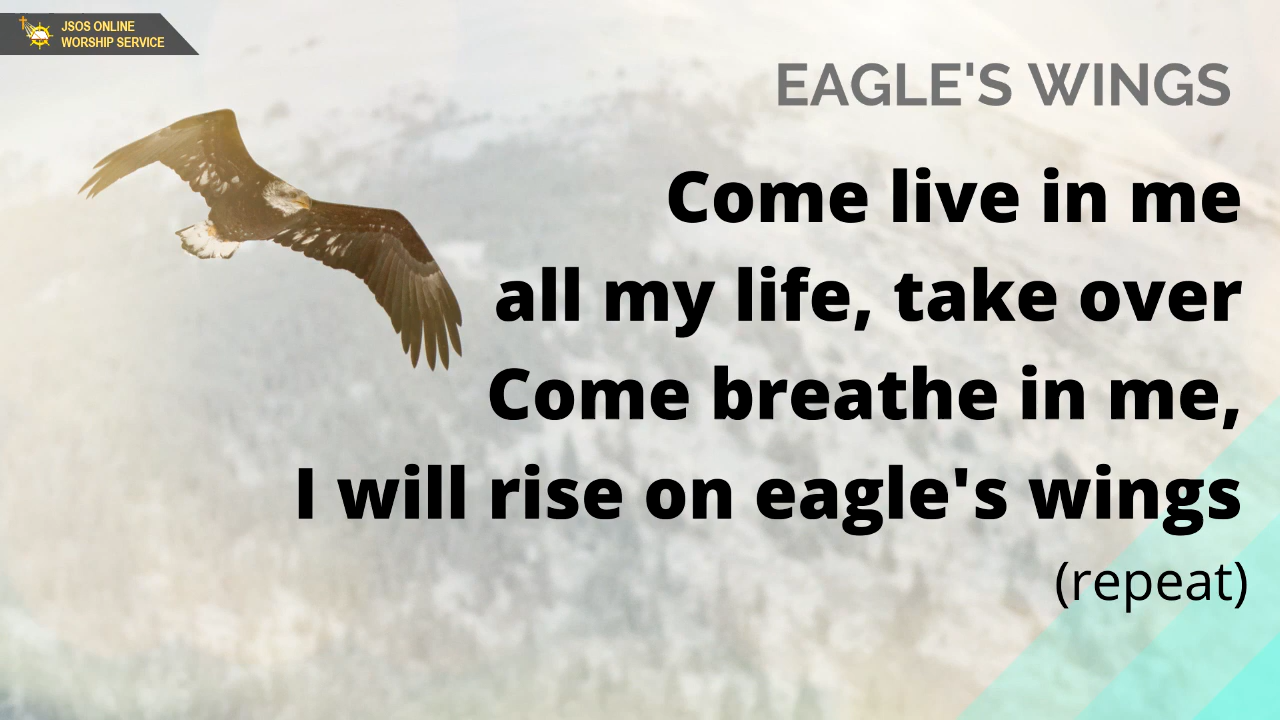 JSOS ONLINE
WORSHIP SERVICE
EAGLE'S WINGS
Come live in me
all my life, take over
Come breathe in me,
I will rise on eagle's wings
(repeat)